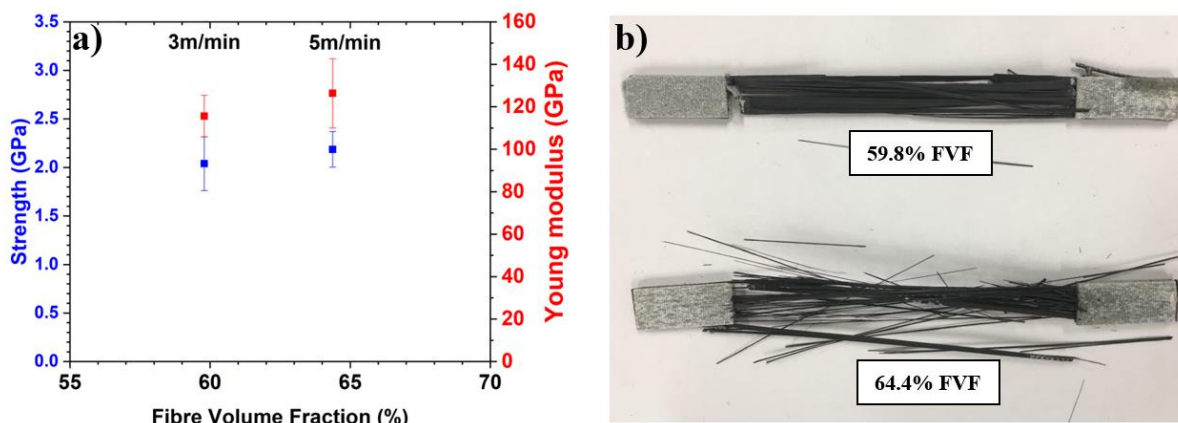 a)
3m/min 5m/min
3.5
3.0
2.5
2.0
1.5
1.0
0.5
0.0
Strength (GPa)
160
140
120
100
80
60
40
20
0
Young modulus (GPa)
55 60 65 70
Fibre Volume Fraction (%)
b)
59.8% FVF
64.4% FVF